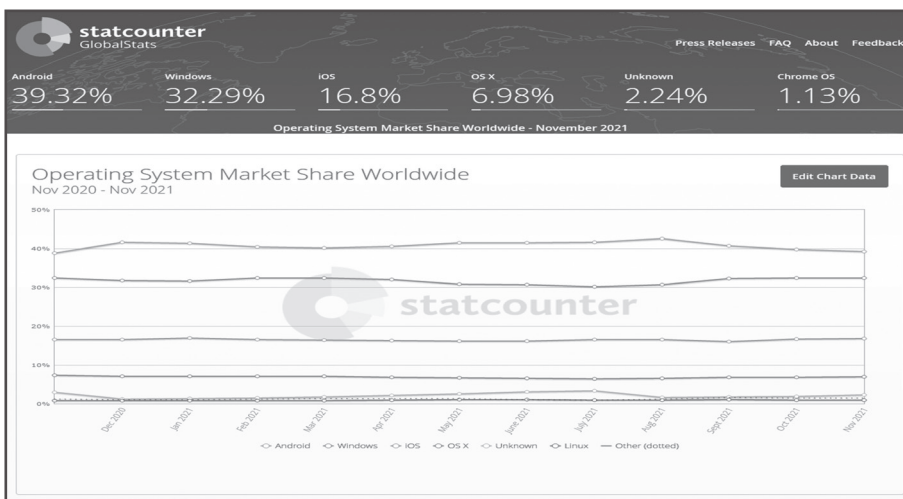 statcounter
GlobalStats
Press Releases FAQ About Feedback
Android Windows iOS OS X Unknown Chrome OS
39.32% 32.29% 16.8% 6.98% 2.24% 1.13%
Operating System Market Share Worldwide - November 2021
Operating System Market Share Worldwide
Nov 2020 - Nov 2021
Edit Chart Data
50%
40%
30%
statcounter
20%
10%
0%
Dec 2020 Jan 2021 Feb 2021 Mar 2021 Apr 2021 May 2021 June 2021 July 2021 Aug 2021 Sept 2021 Oct 2021 Nov 2021
Android Windows iOS OS X Unknown Linux Other (dotted)